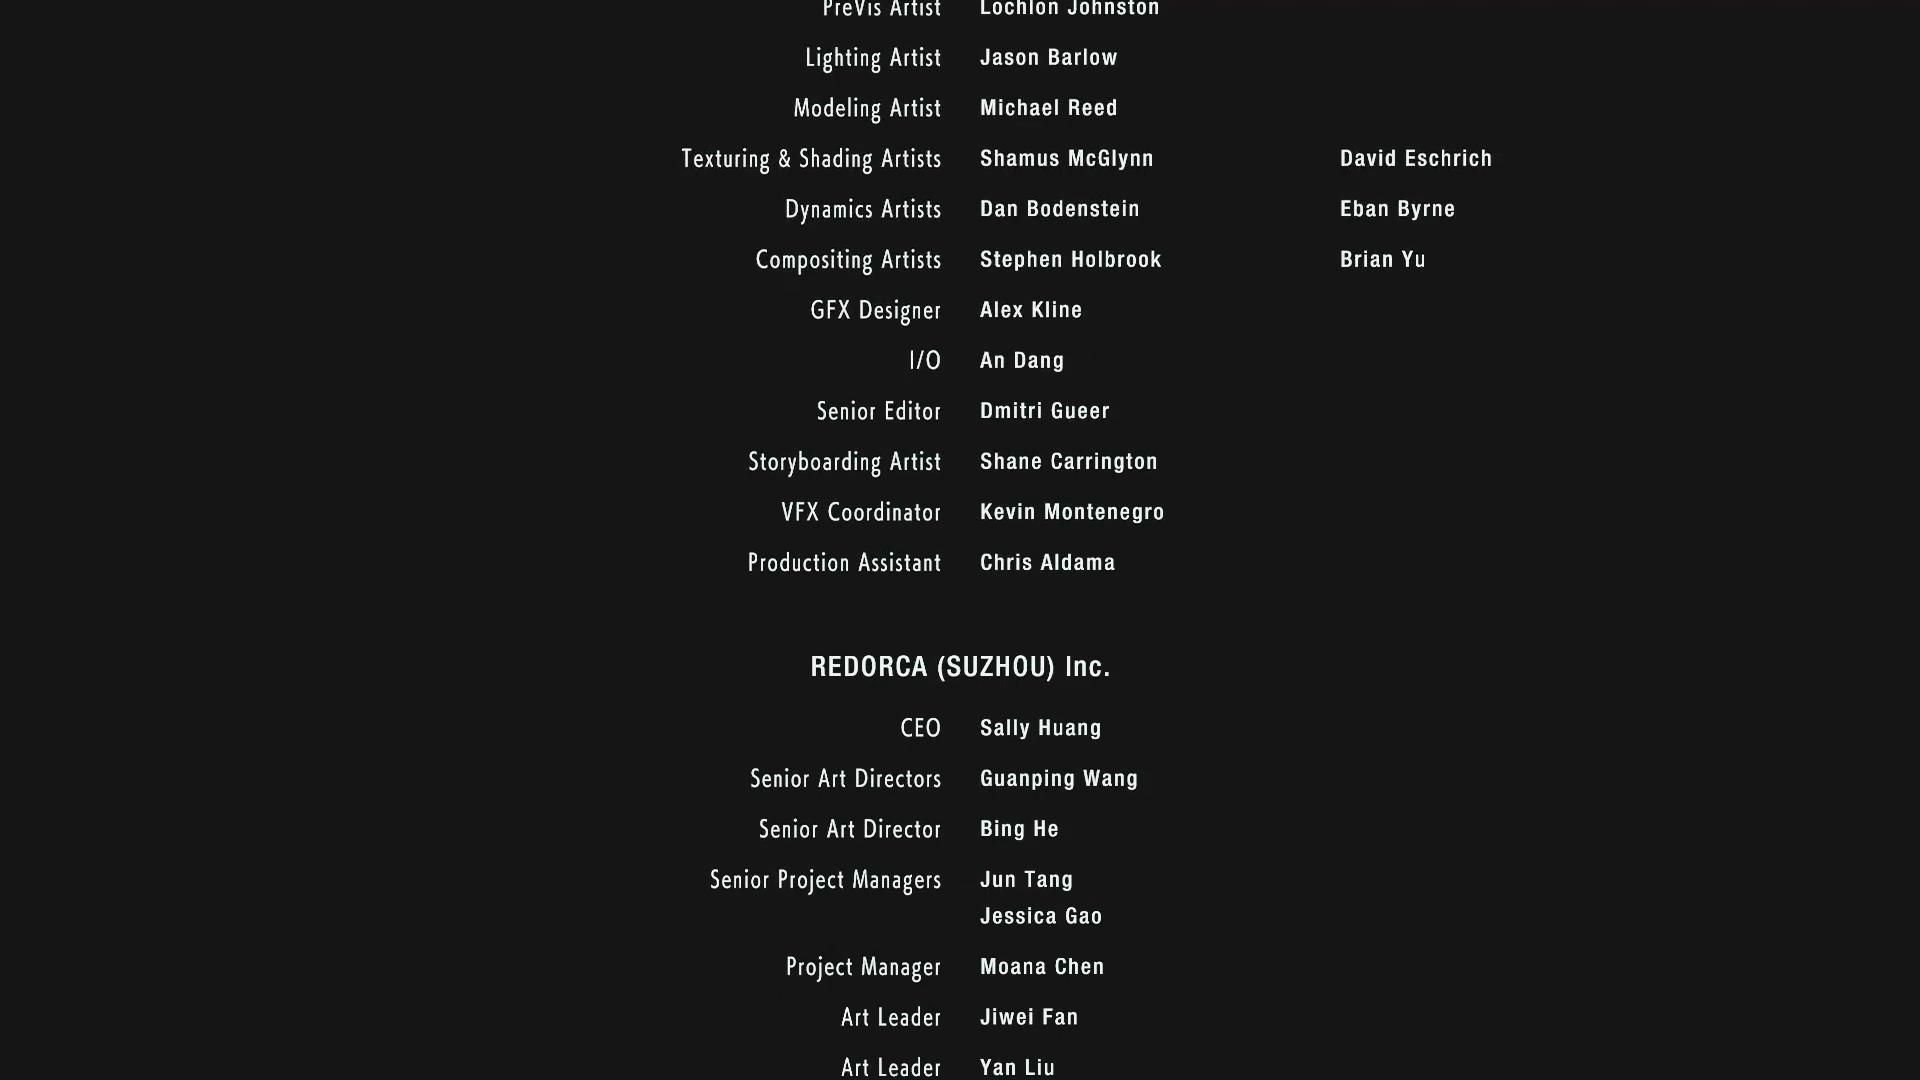 PreVis Artist Lochlon Johnston
Lighting Artist Jason Barlow
Modeling Artist Michael Reed
Texturing & Shading Artists Shamus McGlynn David Eschrich
Dynamics Artists Dan Bodenstein Eban Byrne
Compositing Artists Stephen Holbrook Brian Yu
GFX Designer Alex Kline
I/O An Dang
Senior Editor Dmitri Gueer
Storyboarding Artist Shane Carrington
VFX Coordinator Kevin Montenegro
Production Assistant Chris Aldama
REDORCA (SUZHOU) Inc.
CEO Sally Huang
Senior Art Directors Guanping Wang
Senior Art Director Bing He
Senior Project Managers Jun Tang
Jessica Gao
Project Manager Moana Chen
Art Leader Jiwei Fan
Art Leader Yan Liu